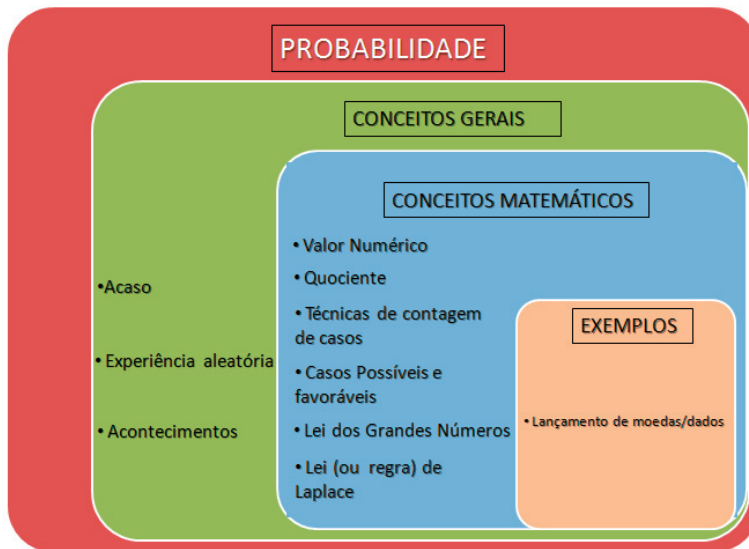 PROBABILIDADE
CONCEITOS GERAIS
•Acaso
• Experiência aleatória
• Acontecimentos
CONCEITOS MATEMÁTICOS
• Valor Numérico
• Quociente
• Técnicas de contagem
de casos
• Casos Possíveis e
favoráveis
• Lei dos Grandes Números
• Lei (ou regra) de
Laplace
EXEMPLOS
• Lançamento de moedas/dados